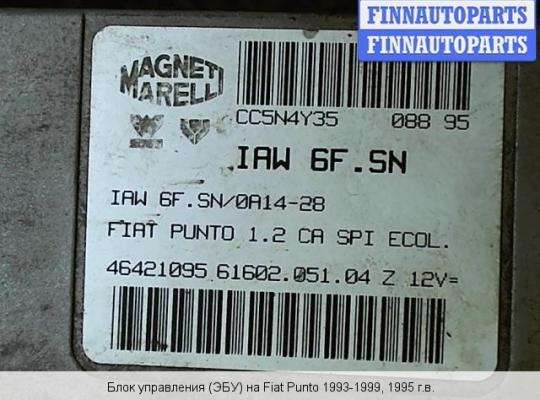 FINNAUTOPARTS
FINNAUTOPARTS
MAGNETI
MARELLI
CC5N4Y35 088 95
IAW 6F.SN
IAW 6F.SN/0A14-28
FIAT PUNTO 1.2 CA SPI ECOL.
46421095 61602.051.04 Z 12V=
Блок управления (ЭБУ) на Fiat Punto 1993-1999, 1995 г.в.